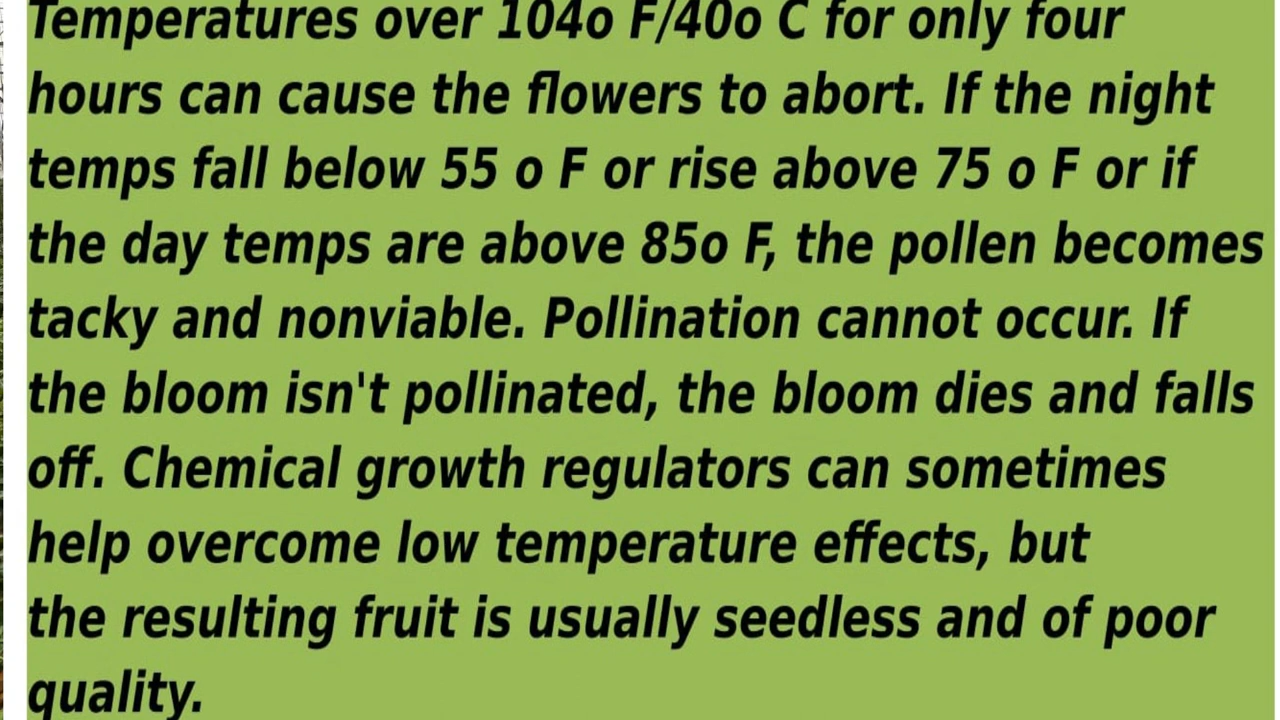 Temperatures over 104o F/40o C for only four
hours can cause the flowers to abort. If the night
temps fall below 55 o F or rise above 75 o F or if
the day temps are above 85o F, the pollen becomes
tacky and nonviable. Pollination cannot occur. If
the bloom isn't pollinated, the bloom dies and falls
off. Chemical growth regulators can sometimes
help overcome low temperature effects, but
the resulting fruit is usually seedless and of poor
quality.